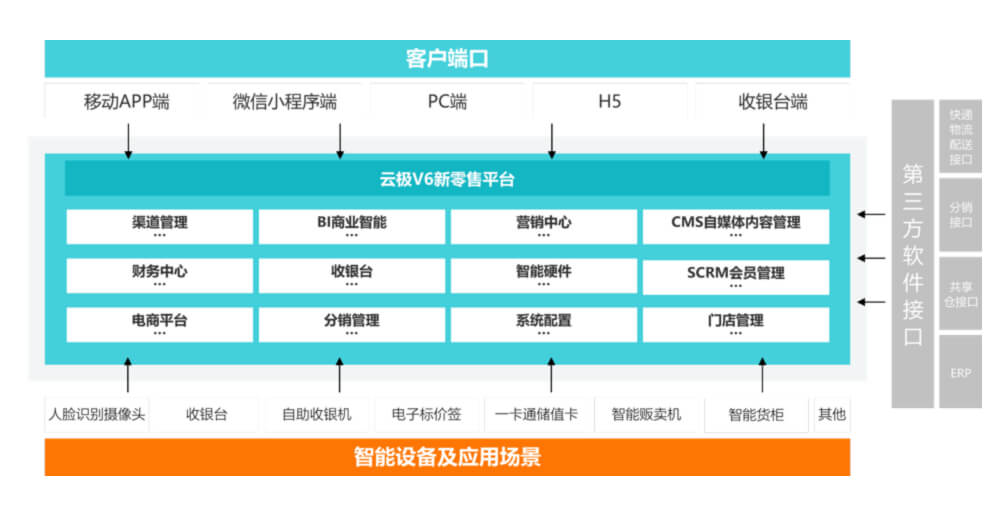 客户端口
移动APP端
微信小程序端
PC端
H5
收银台端
云极V6新零售平台
渠道管理
...
BI商业智能
...
营销中心
...
CMS自媒体内容管理
...
财务中心
...
收银台
...
智能硬件
...
SCRM会员管理
...
电商平台
...
分销管理
...
系统配置
...
门店管理
...
人脸识别摄像头
收银台
自助收银机
电子标价签
一卡通储值卡
智能贩卖机
智能货柜
其他
智能设备及应用场景
第三方软件接口
快递
物流
配送
接口
分销
接口
共享
仓接口
ERP